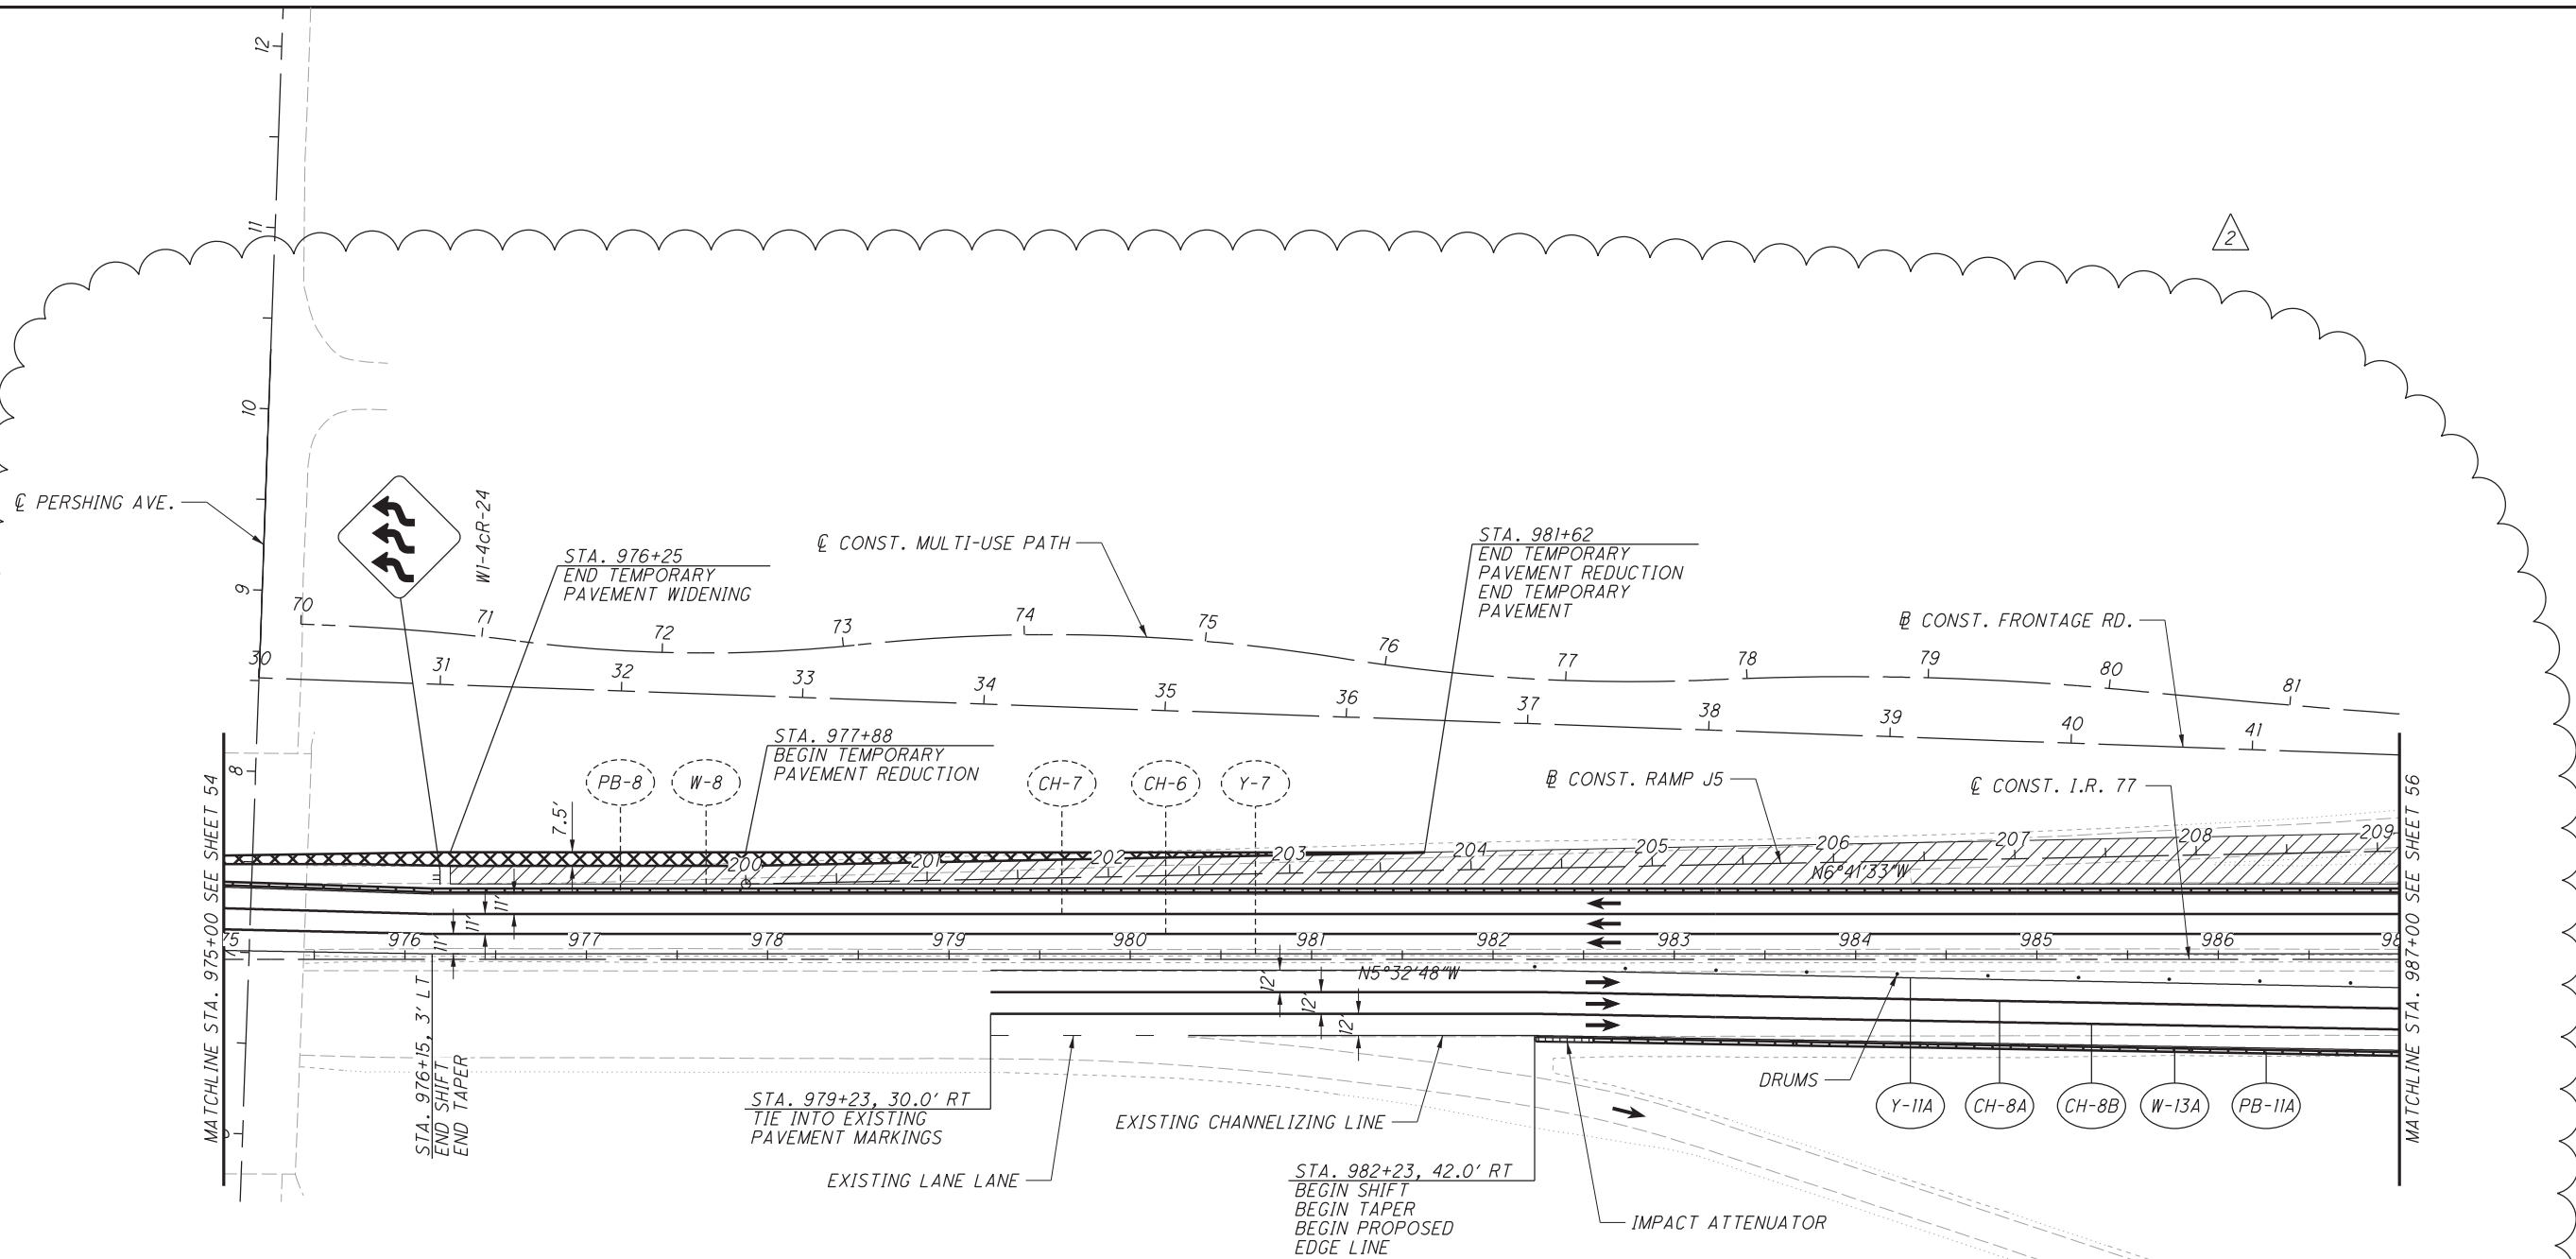 12
11
2
10
℄ PERSHING AVE.
W1-4cR-24
9
STA. 976+25
END TEMPORARY
PAVEMENT WIDENING
℄ CONST. MULTI-USE PATH
STA. 981+62
END TEMPORARY
PAVEMENT REDUCTION
END TEMPORARY
PAVEMENT
70 71 72 73 74 75 76 77 78 79 80 81
B̵L CONST. FRONTAGE RD.
30 31 32 33 34 35 36 37 38 39 40 41
8
STA. 977+88
BEGIN TEMPORARY
PAVEMENT REDUCTION
7.5'
PB-8
W-8
CH-7
CH-6
Y-7
B̵L CONST. RAMP J5
℄ CONST. I.R. 77
MATCHLINE STA. 975+00 SEE SHEET 54
MATCHLINE STA. 987+00 SEE SHEET 56
200 201 202 203 204 205 206 207 208 209
N6°41'33"W
11'
11'
11'
75 976 977 978 979 980 981 982 983 984 985 986 98
N5°32'48"W
12'
12'
12'
STA. 976+15, 3' LT
END SHIFT
END TAPER
STA. 979+23, 30.0' RT
TIE INTO EXISTING
PAVEMENT MARKINGS
EXISTING LANE LANE
EXISTING CHANNELIZING LINE
STA. 982+23, 42.0' RT
BEGIN SHIFT
BEGIN TAPER
BEGIN PROPOSED
EDGE LINE
DRUMS
IMPACT ATTENUATOR
Y-11A
CH-8A
CH-8B
W-13A
PB-11A